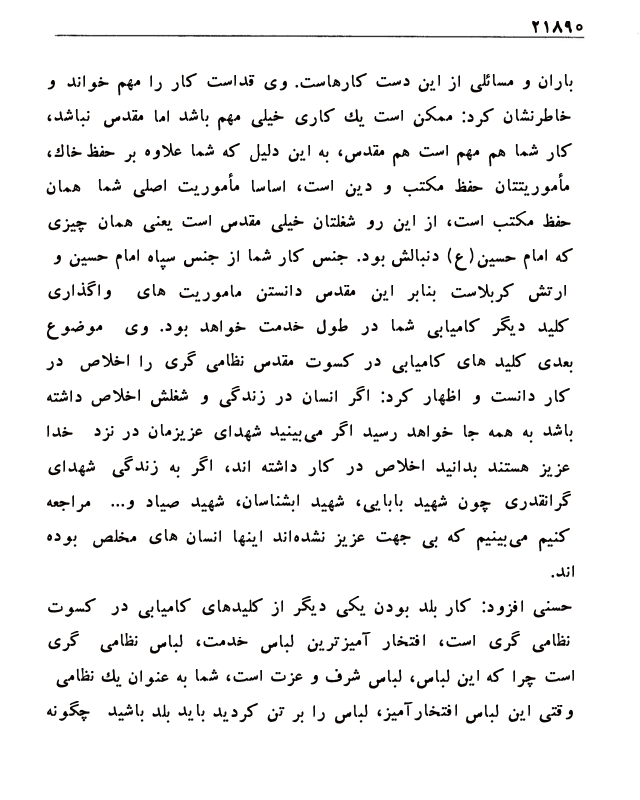 ۲۱۸۹۵
باران و مسائلی از این دست کارهاست. وی قداست کار را مهم خواند و
خاطرنشان کرد: ممکن است یك کاری خیلی مهم باشد اما مقدس نباشد،
کار شما هم مهم است هم مقدس، به این دلیل که شما علاوه بر حفظ خاك،
مأموریتتان حفظ مکتب و دین است، اساسا مأموریت اصلی شما همان
حفظ مکتب است، از این رو شغلتان خیلی مقدس است یعنی همان چیزی
که امام حسین(ع) دنبالش بود. جنس کار شما از جنس سپاه امام حسین و
ارتش کربلاست بنابر این مقدس دانستن ماموریت های واگذاری
کلید دیگر کامیابی شما در طول خدمت خواهد بود. وی موضوع
بعدی کلید های کامیابی در کسوت مقدس نظامی گری را اخلاص در
کار دانست و اظهار کرد: اگر انسان در زندگی و شغلش اخلاص داشته
باشد به همه جا خواهد رسید اگر می‌بینید شهدای عزیزمان در نزد خدا
عزیز هستند بدانید اخلاص در کار داشته اند، اگر به زندگی شهدای
گرانقدری چون شهید بابایی، شهید ابشناسان، شهید صیاد و... مراجعه
کنیم می‌بینیم که بی جهت عزیز نشده‌اند اینها انسان های مخلص بوده
اند.
حسنی افزود: کار بلد بودن یکی دیگر از کلیدهای کامیابی در کسوت
نظامی گری است، افتخار آمیزترین لباس خدمت، لباس نظامی گری
است چرا که این لباس، لباس شرف و عزت است، شما به عنوان یك نظامی
وقتی این لباس افتخارآمیز، لباس را بر تن کردید باید بلد باشید چگونه